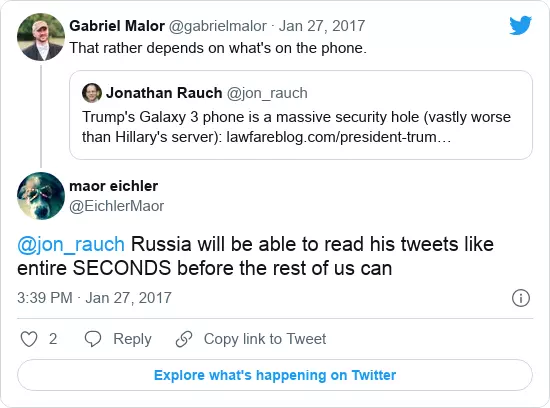 Gabriel Malor @gabrielmalor · Jan 27, 2017
That rather depends on what's on the phone.
Jonathan Rauch @jon_rauch
Trump's Galaxy 3 phone is a massive security hole (vastly worse
than Hillary's server): lawfareblog.com/president-trum…
maor eichler
@EichlerMaor
@jon_rauch Russia will be able to read his tweets like
entire SECONDS before the rest of us can
3:39 PM · Jan 27, 2017
2 Reply Copy link to Tweet
Explore what's happening on Twitter